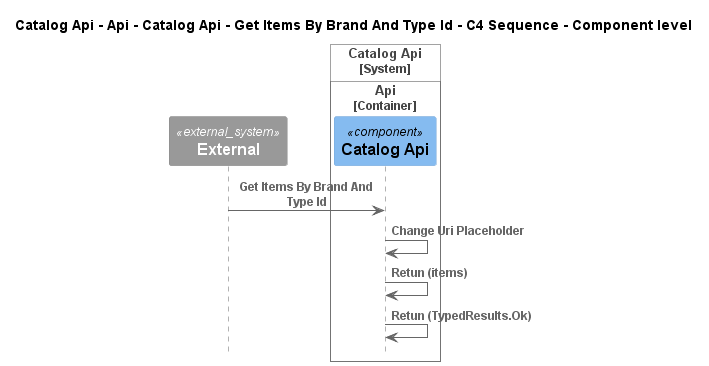 Catalog Api - Api - Catalog Api - Get Items By Brand And Type Id - C4 Sequence - Component level
Catalog Api
[System]
Api
[Container]
«external_system»
External
«component»
Catalog Api
Get Items By Brand And
Type Id
Change Uri Placeholder
Retun (items)
Retun (TypedResults.Ok)